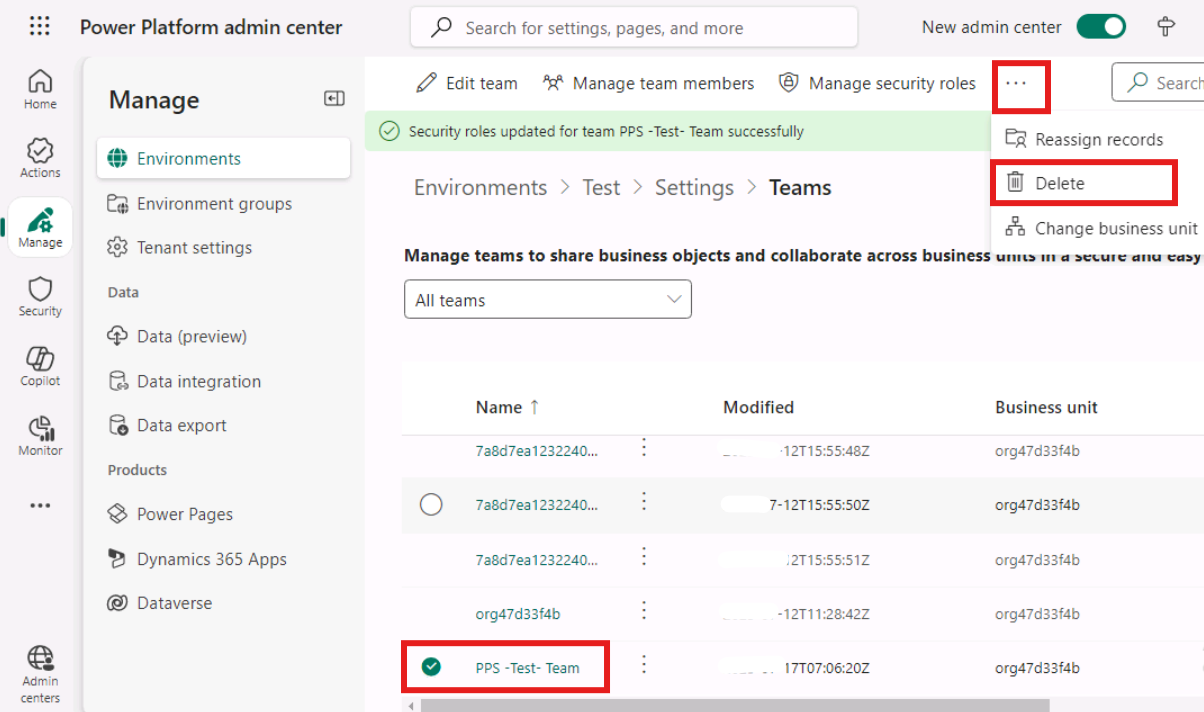 Power Platform admin center
Search for settings, pages, and more
New admin center
Home
Actions
Manage
Security
Copilot
Monitor
Admin
centers
Manage
Environments
Environment groups
Tenant settings
Data
Data (preview)
Data integration
Data export
Products
Power Pages
Dynamics 365 Apps
Dataverse
Edit team
Manage team members
Manage security roles
...
Search
Security roles updated for team PPS -Test- Team successfully
Reassign records
Delete
Change business unit
Environments > Test > Settings > Teams
Manage teams to share business objects and collaborate across business units in a secure and easy
All teams
Name ↑ Modified Business unit
7a8d7ea1232240... -12T15:55:48Z org47d33f4b
7a8d7ea1232240... 7-12T15:55:50Z org47d33f4b
7a8d7ea1232240... 2T15:55:51Z org47d33f4b
org47d33f4b -12T11:28:42Z org47d33f4b
PPS -Test- Team 17T07:06:20Z org47d33f4b